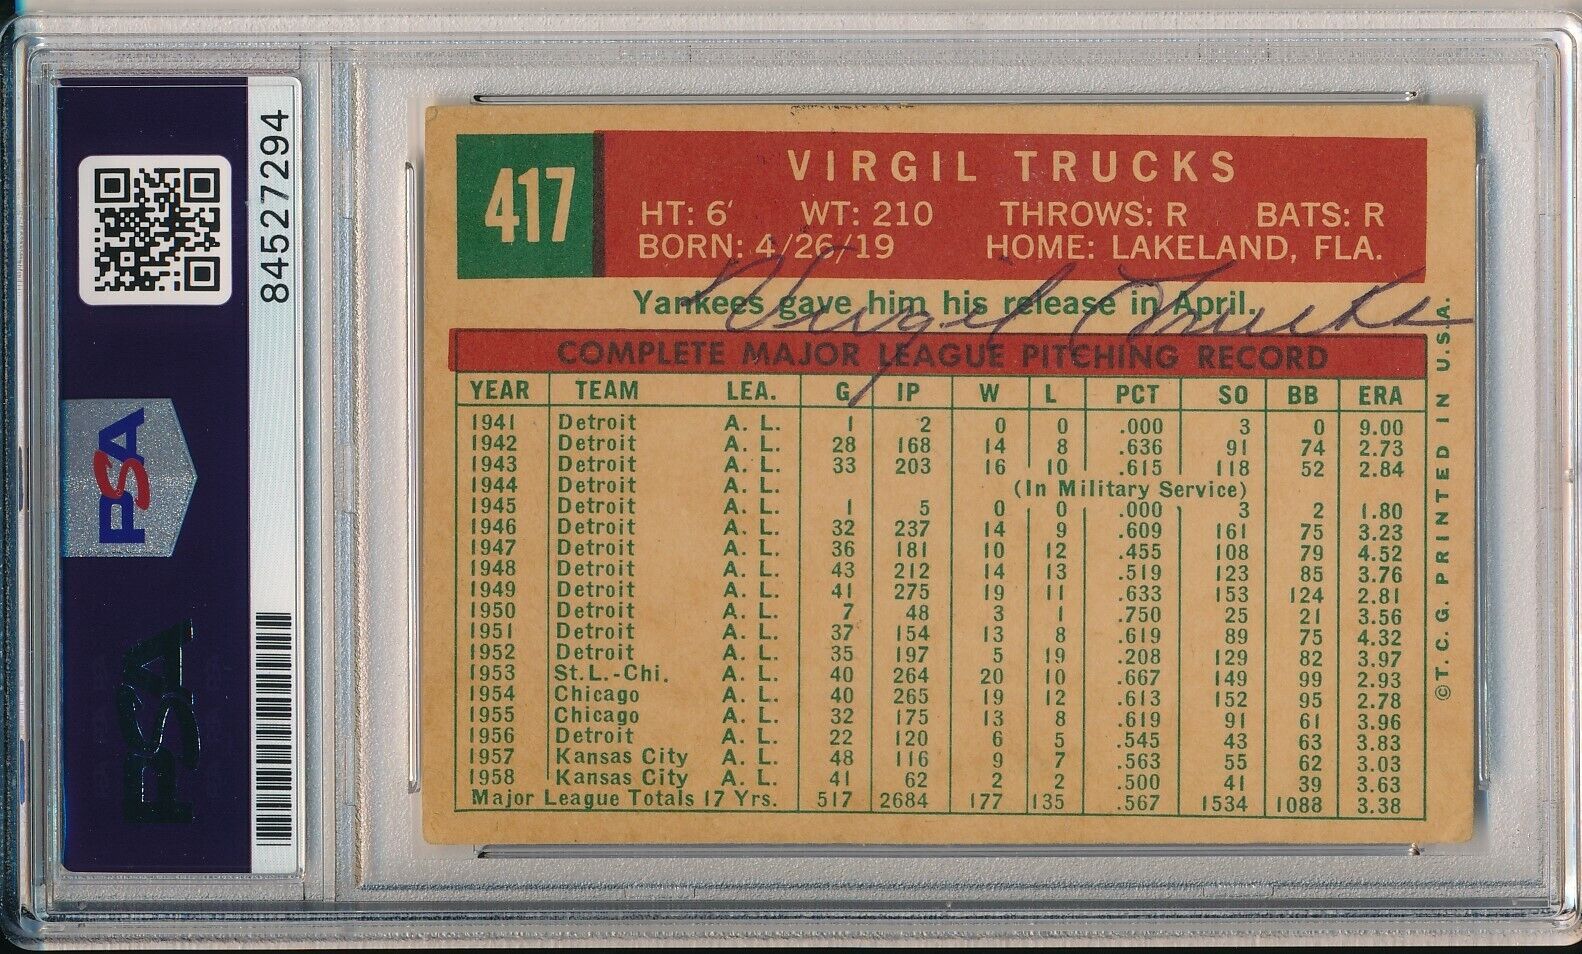 PSA
84527294
PSA
417
VIRGIL TRUCKS
HT: 6' WT: 210 THROWS: R BATS: R
BORN: 4/26/19 HOME: LAKELAND, FLA.
Virgil Trucks
Yankees gave him his release in April.
COMPLETE MAJOR LEAGUE PITCHING RECORD
YEAR TEAM LEA. G IP W L PCT SO BB ERA
1941 Detroit A. L. 1 2 0 0 .000 3 0 9.00
1942 Detroit A. L. 28 168 14 8 .636 91 74 2.73
1943 Detroit A. L. 33 203 16 10 .615 118 52 2.84
1944 Detroit A. L. (In Military Service)
1945 Detroit A. L. 1 5 0 0 .000 3 2 1.80
1946 Detroit A. L. 32 237 14 9 .609 161 75 3.23
1947 Detroit A. L. 36 181 10 12 .455 108 79 4.52
1948 Detroit A. L. 43 212 14 13 .519 123 85 3.76
1949 Detroit A. L. 41 275 19 11 .633 153 124 2.81
1950 Detroit A. L. 7 48 3 1 .750 25 21 3.56
1951 Detroit A. L. 37 154 13 8 .619 89 75 4.32
1952 Detroit A. L. 35 197 5 19 .208 129 82 3.97
1953 St.L.-Chi. A. L. 40 264 20 10 .667 149 99 2.93
1954 Chicago A. L. 40 265 19 12 .613 152 95 2.78
1955 Chicago A. L. 32 175 13 8 .619 91 61 3.96
1956 Detroit A. L. 22 120 6 5 .545 43 63 3.83
1957 Kansas City A. L. 48 116 9 7 .563 55 62 3.03
1958 Kansas City A. L. 41 62 2 2 .500 41 39 3.63
Major League Totals 17 Yrs. 517 2684 177 135 .567 1534 1088 3.38
©T.C.G. PRINTED IN U.S.A.